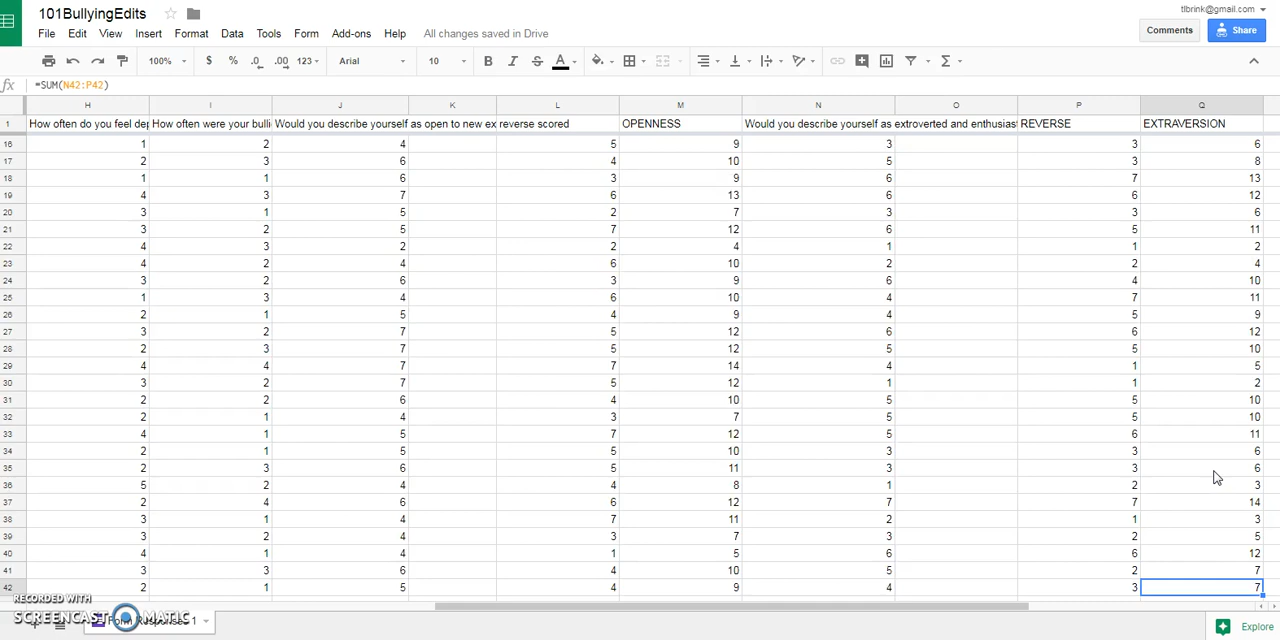 101BullyingEdits
tlbrink@gmail.com
File Edit View Insert Format Data Tools Form Add-ons Help All changes saved in Drive
Comments Share
100% $ % .0 .00 123 Arial 10 B I S A Σ
fx =SUM(N42:P42)
H I J K L M N O P Q
1 How often do you feel dep How often were your bulli Would you describe yourself as open to new ex reverse scored OPENNESS Would you describe yourself as extroverted and enthusiast REVERSE EXTRAVERSION
16 1 2 4 5 9 3 3 6
17 2 3 6 4 10 5 3 8
18 1 1 6 3 9 6 7 13
19 4 3 7 6 13 6 6 12
20 3 1 5 2 7 3 3 6
21 3 2 5 7 12 6 5 11
22 4 3 2 2 4 1 1 2
23 4 2 4 6 10 2 2 4
24 3 2 6 3 9 6 4 10
25 1 3 4 6 10 4 7 11
26 2 1 5 4 9 4 5 9
27 3 2 7 5 12 6 6 12
28 2 3 7 5 12 5 5 10
29 4 4 7 7 14 4 1 5
30 3 2 7 5 12 1 1 2
31 2 2 6 4 10 5 5 10
32 2 1 4 3 7 5 5 10
33 4 1 5 7 12 5 6 11
34 2 1 5 5 10 3 3 6
35 2 3 6 5 11 3 3 6
36 5 2 4 4 8 1 2 3
37 2 4 6 6 12 7 7 14
38 3 1 4 7 11 2 1 3
39 3 2 4 3 7 3 2 5
40 4 1 4 1 5 6 6 12
41 3 3 6 4 10 5 2 7
42 2 1 5 4 9 4 3 7
RECORDED WITH
SCREENCAST MATIC
Form Responses 1
Explore